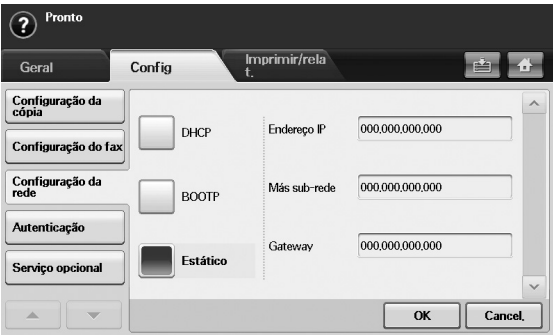 ?
Pronto
Geral
Config
Imprimir/rela
t.
Configuração da
cópia
Configuração do fax
Configuração da
rede
Autenticação
Serviço opcional
DHCP
BOOTP
Estático
Endereço IP
000,000,000,000
Más sub-rede
000,000,000,000
Gateway
000,000,000,000
OK
Cancel.